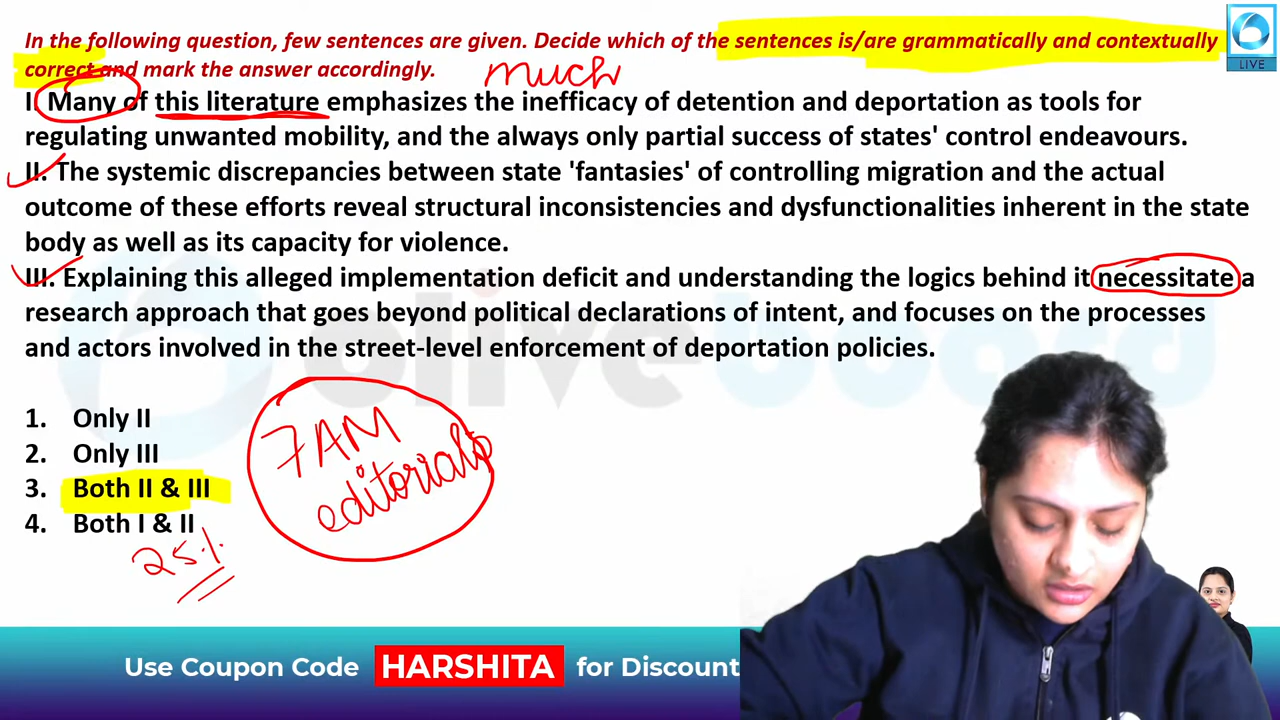 In the following question, few sentences are given. Decide which of the sentences is/are grammatically and contextually
correct and mark the answer accordingly.
much
I. Many of this literature emphasizes the inefficacy of detention and deportation as tools for
regulating unwanted mobility, and the always only partial success of states' control endeavours.
II. The systemic discrepancies between state 'fantasies' of controlling migration and the actual
outcome of these efforts reveal structural inconsistencies and dysfunctionalities inherent in the state
body as well as its capacity for violence.
III. Explaining this alleged implementation deficit and understanding the logics behind it necessitate a
research approach that goes beyond political declarations of intent, and focuses on the processes
and actors involved in the street-level enforcement of deportation policies.
1. Only II
2. Only III
3. Both II & III
4. Both I & II
7AM
editorials
25%
LIVE
oliveboard
Use Coupon Code HARSHITA for Discount